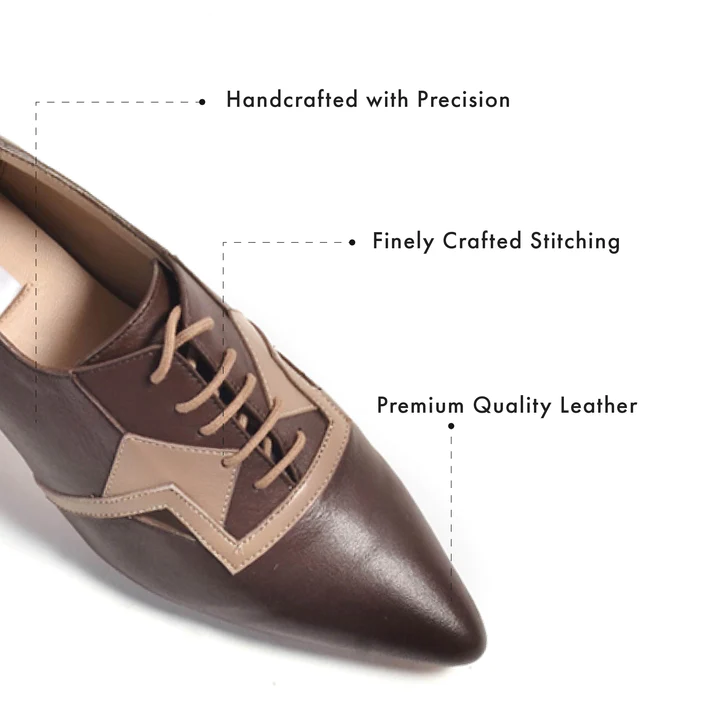 Handcrafted with Precision
Finely Crafted Stitching
Premium Quality Leather